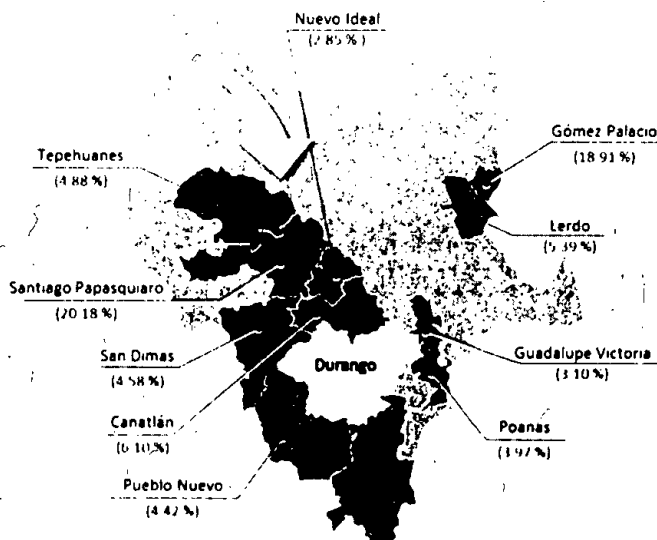 Nuevo Ideal
(2.85 %)
Gómez Palacio
(18.91 %)
Tepehuanes
(4.88 %)
Lerdo
(5.39 %)
Santiago Papasquiaro
(20.18 %)
San Dimas
(4.58 %)
Durango
Guadalupe Victoria
(3.10 %)
Canatlán
(6.10 %)
Poanas
(3.97 %)
Pueblo Nuevo
(4.42 %)